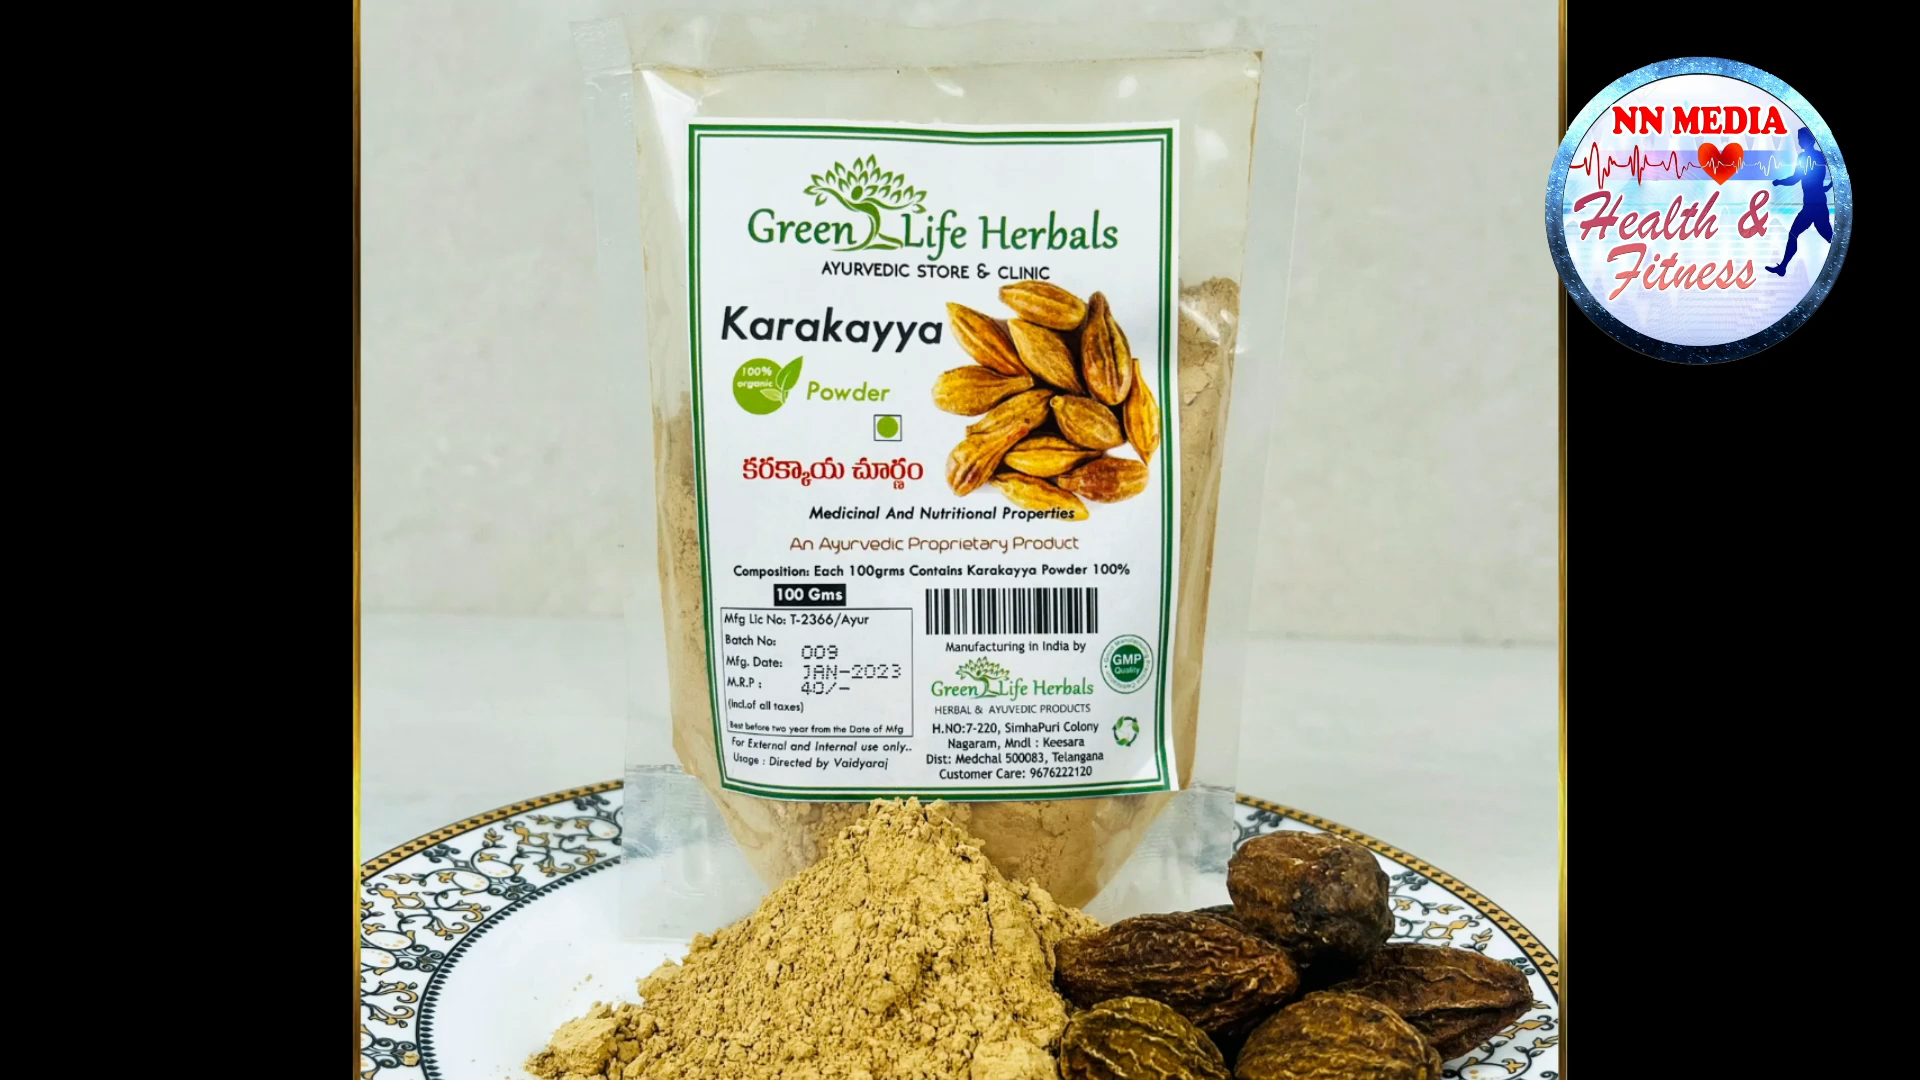 NN MEDIA
Health &
Fitness
Green Life Herbals
AYURVEDIC STORE & CLINIC
Karakayya
100%
organic
Powder
కరక్కాయ చూర్ణం
Medicinal And Nutritional Properties
An Ayurvedic Proprietary Product
Composition: Each 100grms Contains Karakayya Powder 100%
100 Gms
Mfg Lic No: T-2366/Ayur
Batch No: 009
Mfg. Date: JAN-2023
M.R.P : 40/-
(incl.of all taxes)
Best before two year from the Date of Mfg
For External and Internal use only..
Usage : Directed by Vaidyaraj
Manufacturing in India by
Green Life Herbals
HERBAL & AYUVEDIC PRODUCTS
H.NO:7-220, SimhaPuri Colony
Nagaram, Mndl : Keesara
Dist: Medchal 500083, Telangana
Customer Care: 9676222120
GMP
Quality